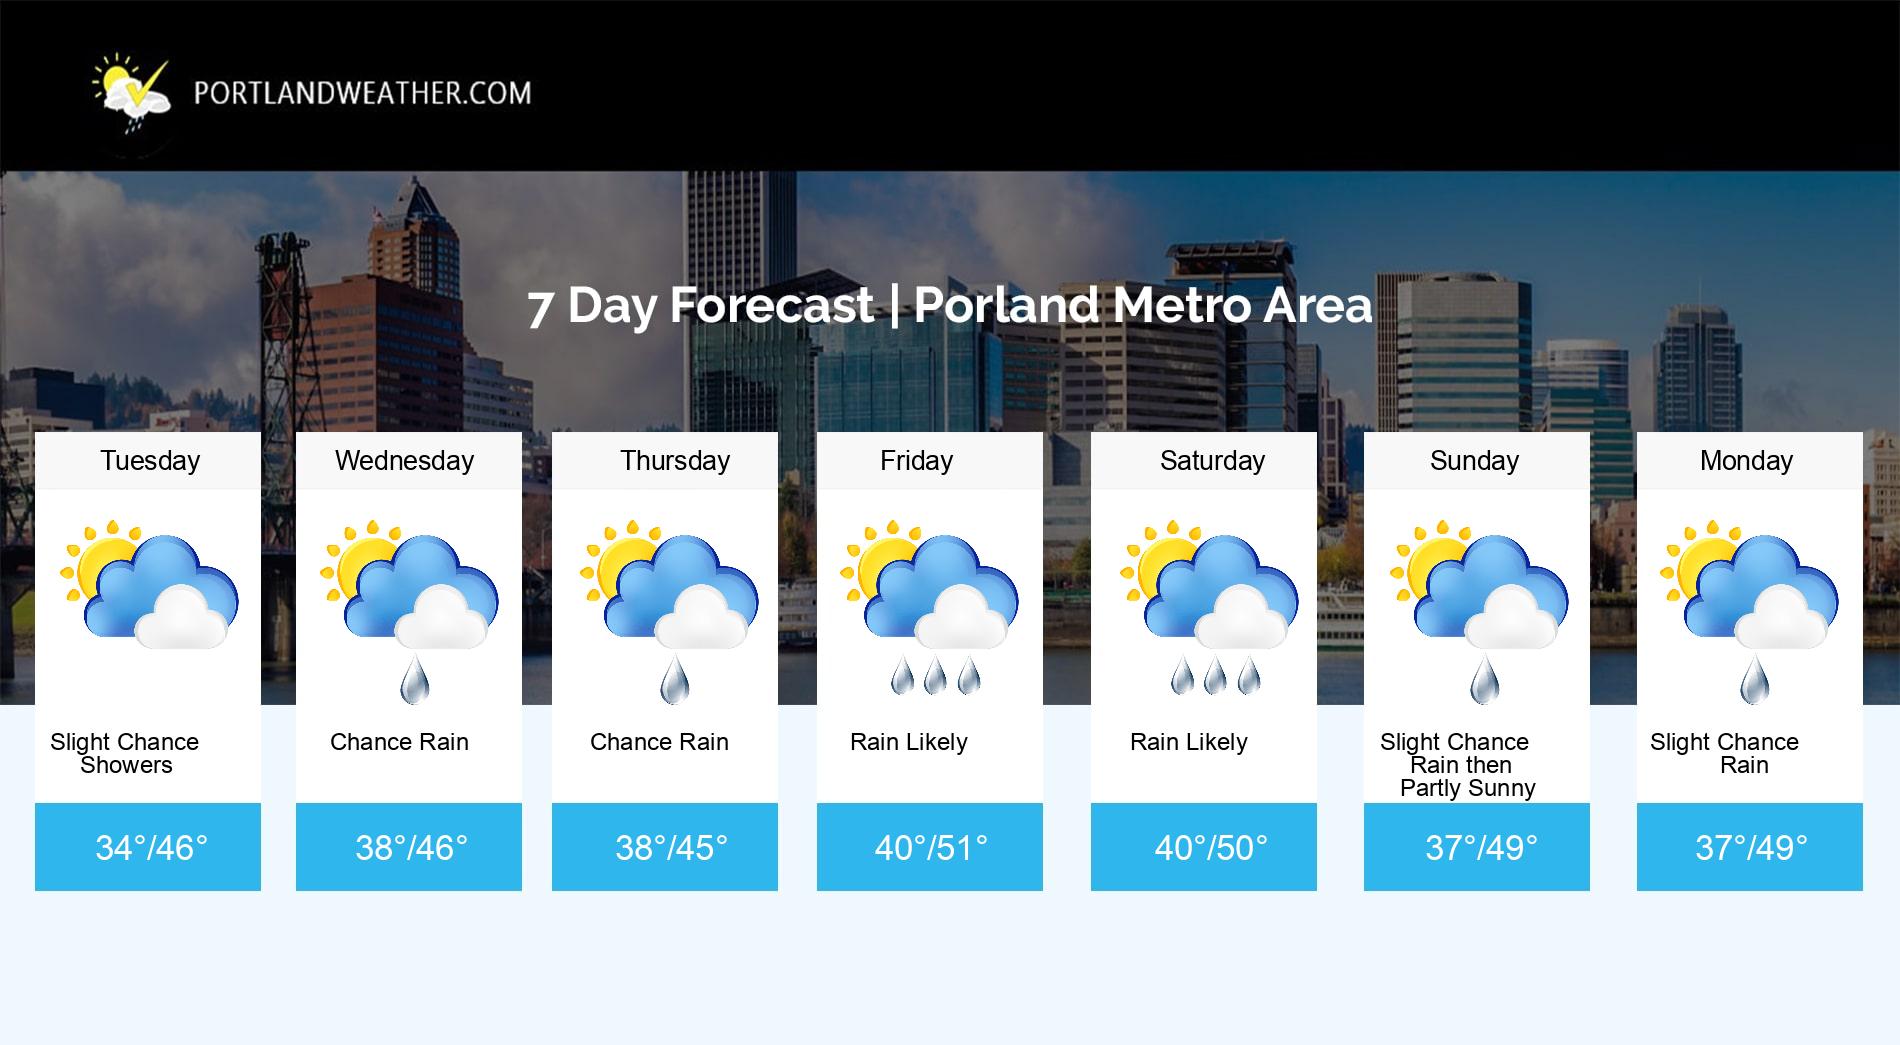 PORTLANDWEATHER.COM
7 Day Forecast | Porland Metro Area
Tuesday
Slight Chance
Showers
34°/46°
Wednesday
Chance Rain
38°/46°
Thursday
Chance Rain
38°/45°
Friday
Rain Likely
40°/51°
Saturday
Rain Likely
40°/50°
Sunday
Slight Chance
Rain then
Partly Sunny
37°/49°
Monday
Slight Chance
Rain
37°/49°